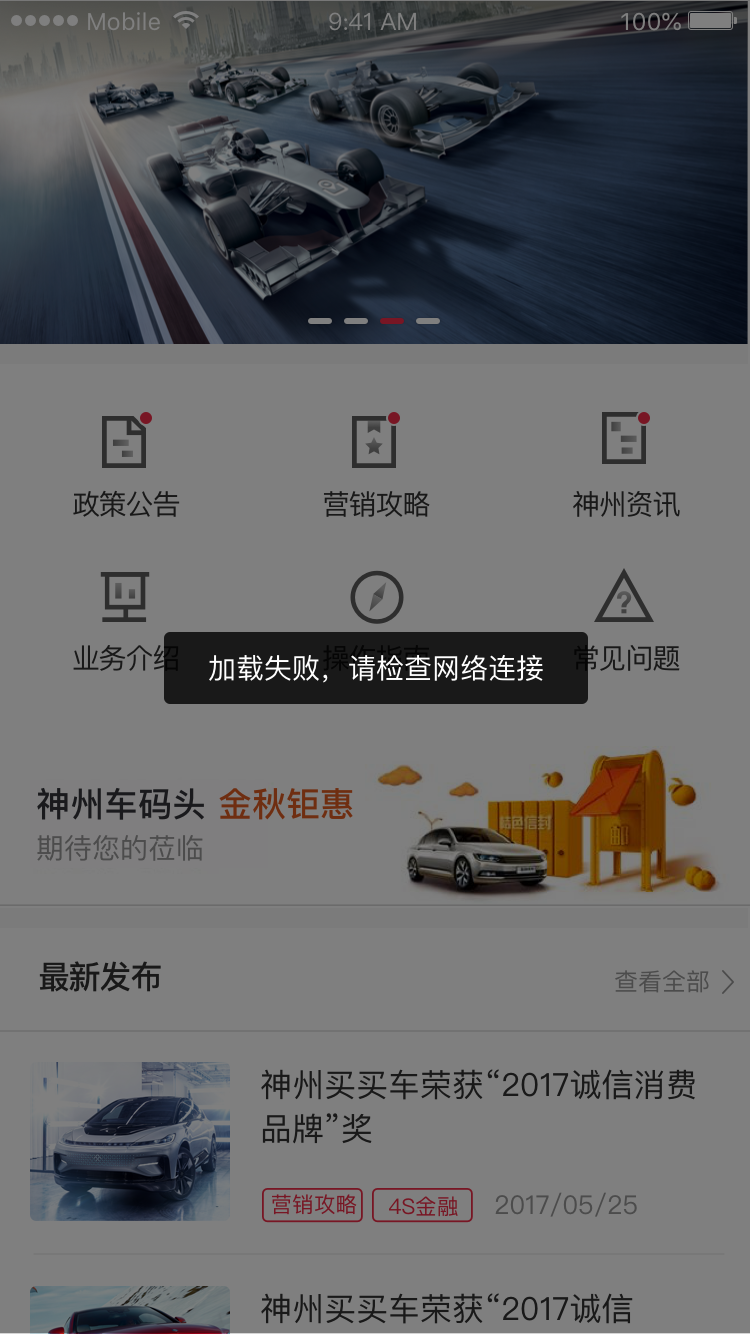 Mobile 9:41 AM 100%
政策公告 营销攻略 神州资讯
业务介绍 操作指南 常见问题
加载失败，请检查网络连接
神州车码头 金秋钜惠
期待您的莅临
最新发布 查看全部
神州买买车荣获“2017诚信消费
品牌”奖
营销攻略 4S金融 2017/05/25
神州买买车荣获“2017诚信